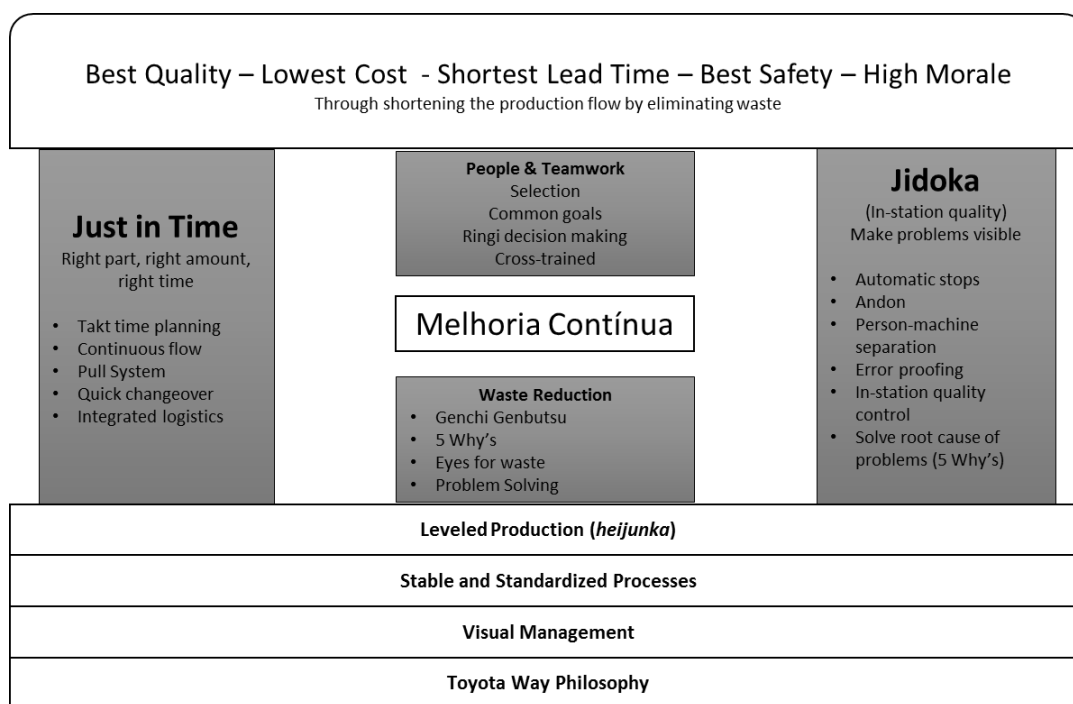 Best Quality – Lowest Cost - Shortest Lead Time – Best Safety – High Morale
Through shortening the production flow by eliminating waste
Just in Time
Right part, right amount,
right time
• Takt time planning
• Continuous flow
• Pull System
• Quick changeover
• Integrated logistics
People & Teamwork
Selection
Common goals
Ringi decision making
Cross-trained
Melhoria Contínua
Waste Reduction
• Genchi Genbutsu
• 5 Why's
• Eyes for waste
• Problem Solving
Jidoka
(In-station quality)
Make problems visible
• Automatic stops
• Andon
• Person-machine
separation
• Error proofing
• In-station quality
control
• Solve root cause of
problems (5 Why's)
Leveled Production (heijunka)
Stable and Standardized Processes
Visual Management
Toyota Way Philosophy